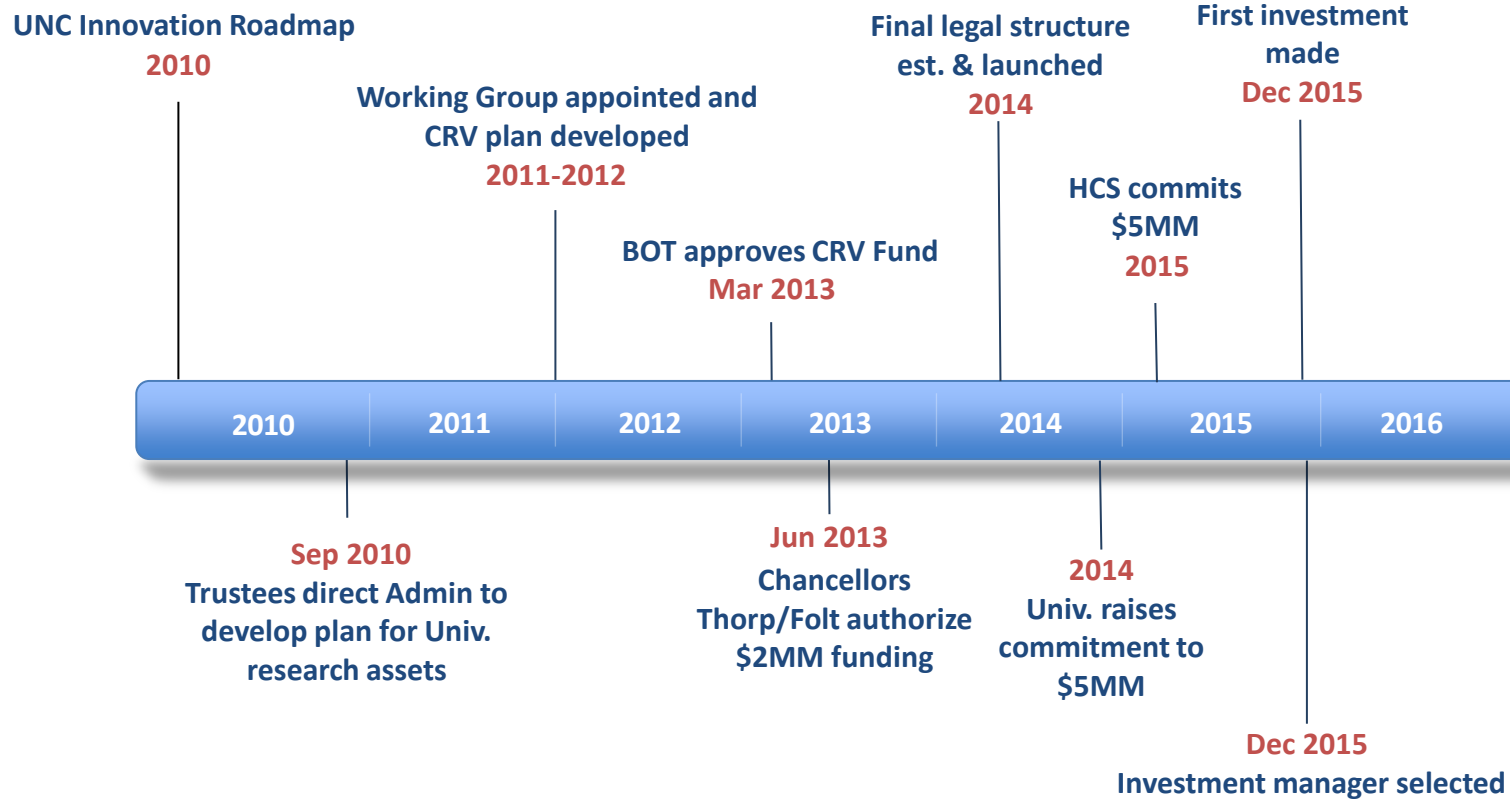 UNC Innovation Roadmap
2010
Working Group appointed and
CRV plan developed
2011-2012
BOT approves CRV Fund
Mar 2013
Final legal structure
est. & launched
2014
HCS commits
$5MM
2015
First investment
made
Dec 2015
2010
2011
2012
2013
2014
2015
2016
Sep 2010
Trustees direct Admin to
develop plan for Univ.
research assets
Jun 2013
Chancellors
Thorp/Folt authorize
$2MM funding
2014
Univ. raises
commitment to
$5MM
Dec 2015
Investment manager selected